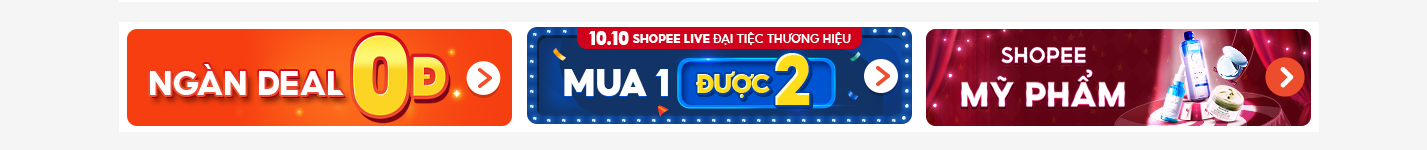 NGÀN DEAL 0Đ
10.10 SHOPEE LIVE ĐẠI TIỆC THƯƠNG HIỆU
MUA 1 ĐƯỢC 2
SHOPEE
MỸ PHẨM